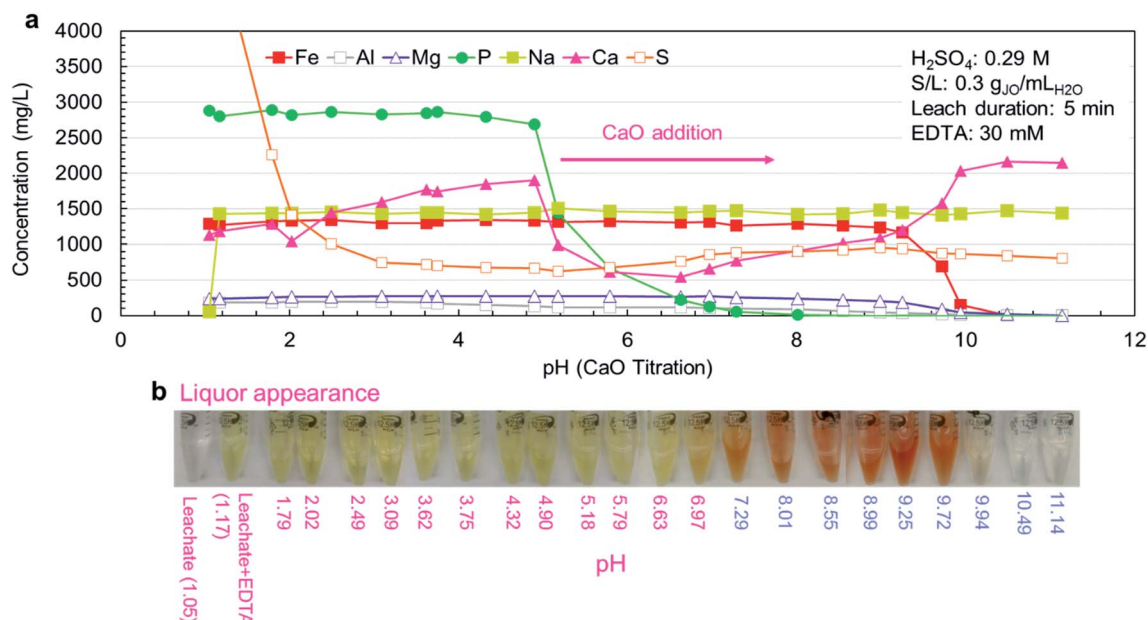 a
4000
3500
3000
2500
2000
1500
1000
500
0
Concentration (mg/L)
Fe Al Mg P Na Ca S
H₂SO₄: 0.29 M
S/L: 0.3 g_JO/mL_H2O
Leach duration: 5 min
EDTA: 30 mM
CaO addition
0 2 4 6 8 10 12
pH (CaO Titration)
b Liquor appearance
Leachate (1.05)
Leachate+EDTA
(1.17)
1.79
2.02
2.49
3.09
3.62
3.75
4.32
4.90
5.18
5.79
6.63
6.97
7.29
8.01
8.55
8.99
9.25
9.72
9.94
10.49
11.14
pH